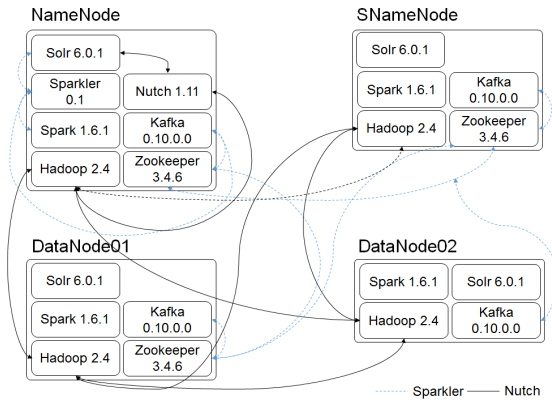 NameNode
Solr 6.0.1
Sparkler
0.1
Nutch 1.11
Spark 1.6.1
Kafka
0.10.0.0
Hadoop 2.4
Zookeeper
3.4.6
SNameNode
Solr 6.0.1
Spark 1.6.1
Kafka
0.10.0.0
Hadoop 2.4
Zookeeper
3.4.6
DataNode01
Solr 6.0.1
Spark 1.6.1
Kafka
0.10.0.0
Hadoop 2.4
Zookeeper
3.4.6
DataNode02
Spark 1.6.1
Solr 6.0.1
Hadoop 2.4
Kafka
0.10.0.0
Sparkler
Nutch